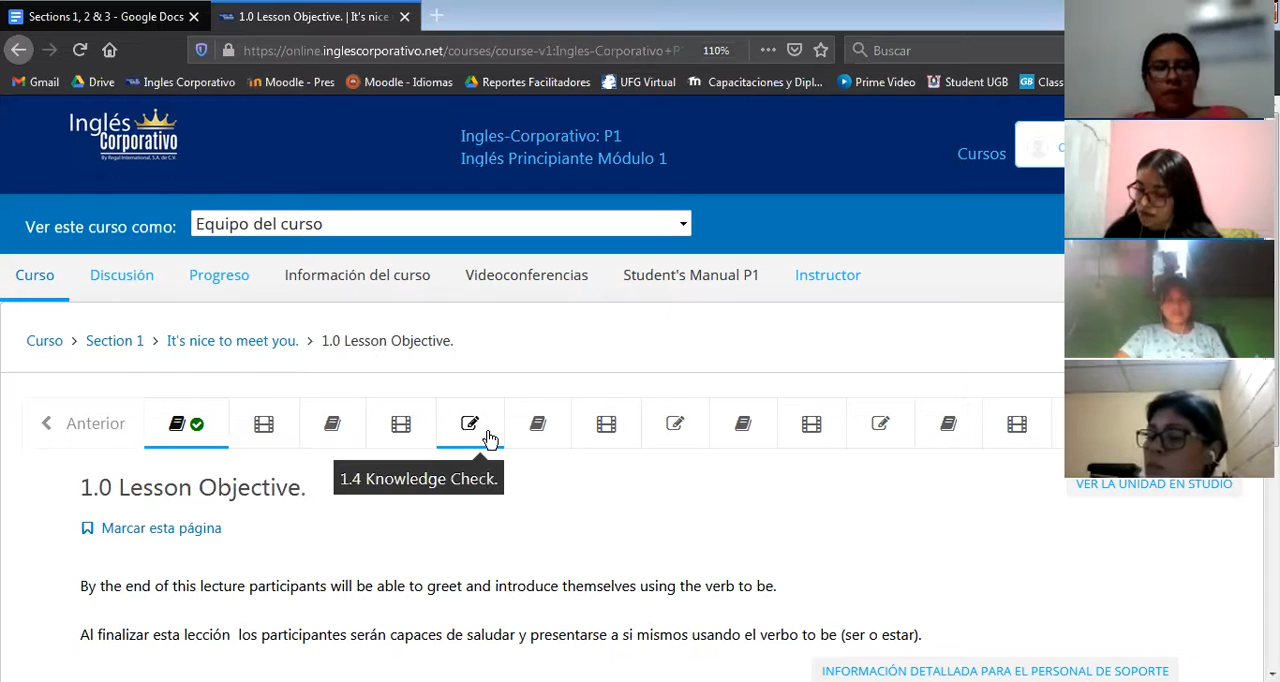 Sections 1, 2 & 3 - Google Docs
1.0 Lesson Objective. | It's nice
https://online.inglescorporativo.net/courses/course-v1:Ingles-Corporativo+P
110%
Buscar
Gmail
Drive
Ingles Corporativo
Moodle - Pres
Moodle - Idiomas
Reportes Facilitadores
UFG Virtual
Capacitaciones y Dipl...
Prime Video
Student UGB
Class
Inglés
Corporativo
By Regal International, S.A. de C.V.
Ingles-Corporativo: P1
Inglés Principiante Módulo 1
Cursos
Ver este curso como:
Equipo del curso
Curso
Discusión
Progreso
Información del curso
Videoconferencias
Student's Manual P1
Instructor
Curso > Section 1 > It's nice to meet you. > 1.0 Lesson Objective.
Anterior
1.4 Knowledge Check.
1.0 Lesson Objective.
VER LA UNIDAD EN STUDIO
Marcar esta página
By the end of this lecture participants will be able to greet and introduce themselves using the verb to be.
Al finalizar esta lección los participantes serán capaces de saludar y presentarse a si mismos usando el verbo to be (ser o estar).
INFORMACIÓN DETALLADA PARA EL PERSONAL DE SOPORTE